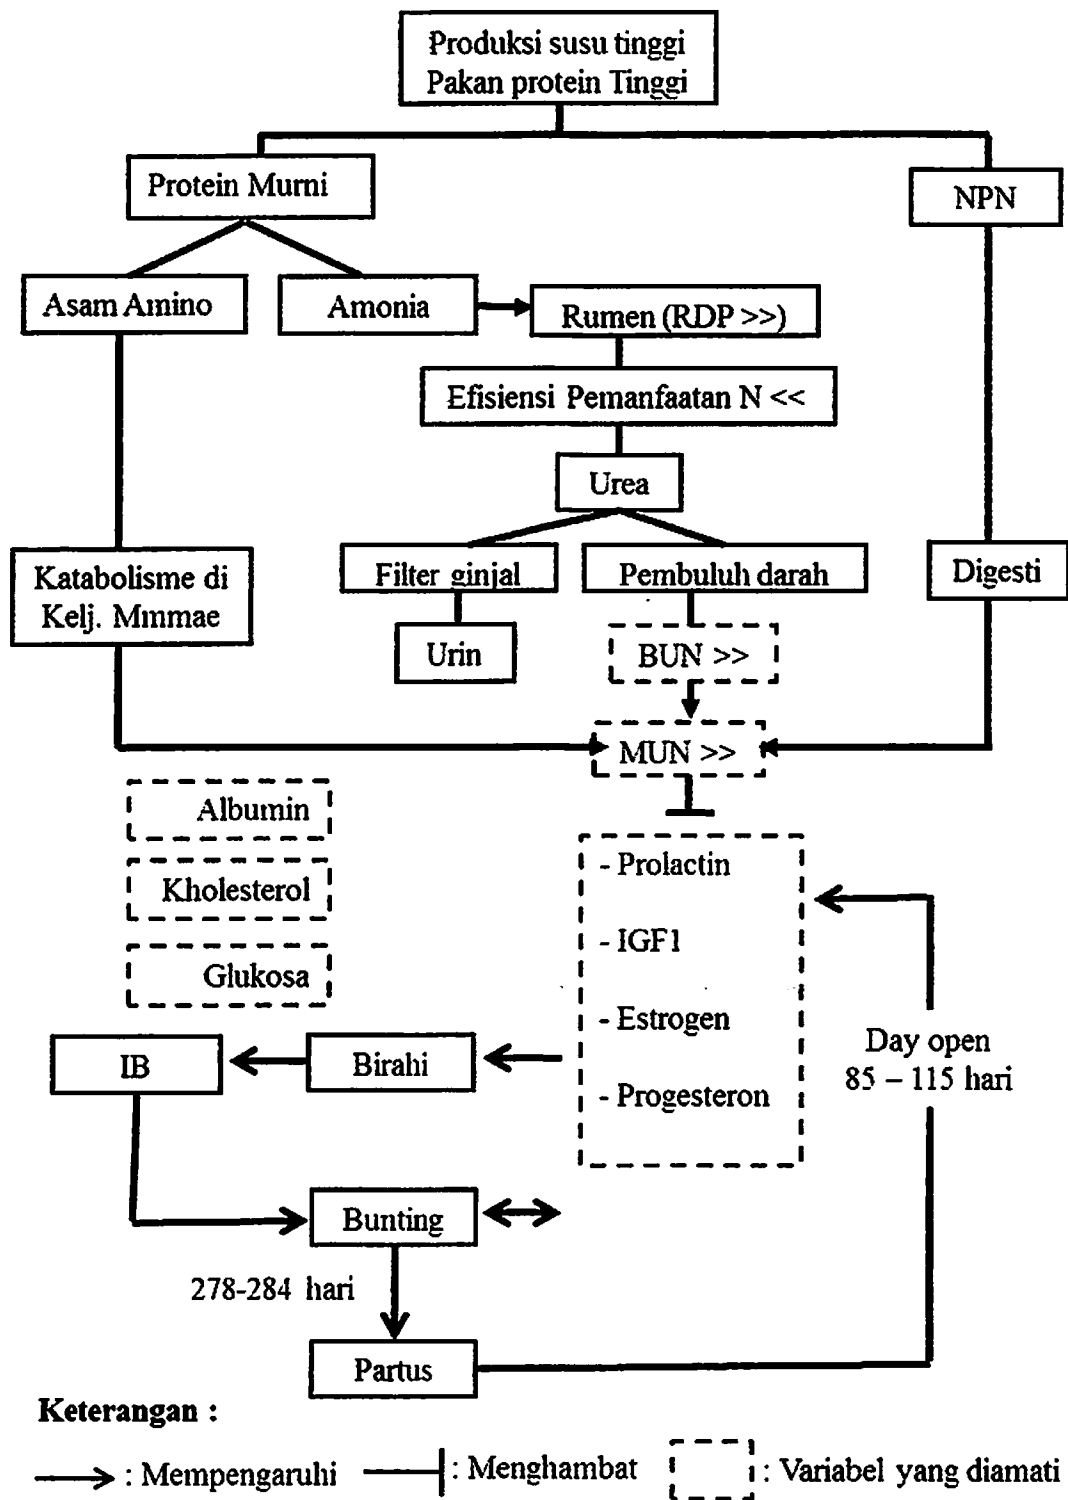 Produksi susu tinggi
Pakan protein Tinggi
Protein Murni
NPN
Asam Amino
Amonia
Rumen (RDP >>)
Efisiensi Pemanfaatan N <<
Urea
Katabolisme di
Kelj. Mmmae
Filter ginjal
Pembuluh darah
Digesti
Urin
BUN >>
MUN >>
Albumin
Kholesterol
Glukosa
- Prolactin
- IGF1
- Estrogen
- Progesteron
Day open
85 – 115 hari
IB
Birahi
Bunting
278-284 hari
Partus
Keterangan :
: Mempengaruhi
: Menghambat
: Variabel yang diamati